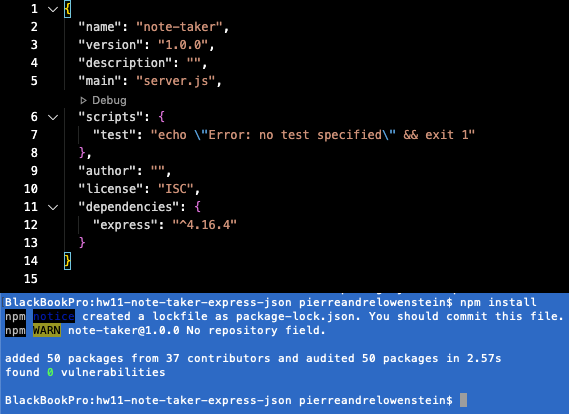 1 {
2 "name": "note-taker",
3 "version": "1.0.0",
4 "description": "",
5 "main": "server.js",
Debug
6 "scripts": {
7 "test": "echo \"Error: no test specified\" && exit 1"
8 },
9 "author": "",
10 "license": "ISC",
11 "dependencies": {
12 "express": "^4.16.4"
13 }
14 }
15
BlackBookPro:hw11-note-taker-express-json pierreandrelowenstein$ npm install
npm notice created a lockfile as package-lock.json. You should commit this file.
npm WARN note-taker@1.0.0 No repository field.
added 50 packages from 37 contributors and audited 50 packages in 2.57s
found 0 vulnerabilities
BlackBookPro:hw11-note-taker-express-json pierreandrelowenstein$